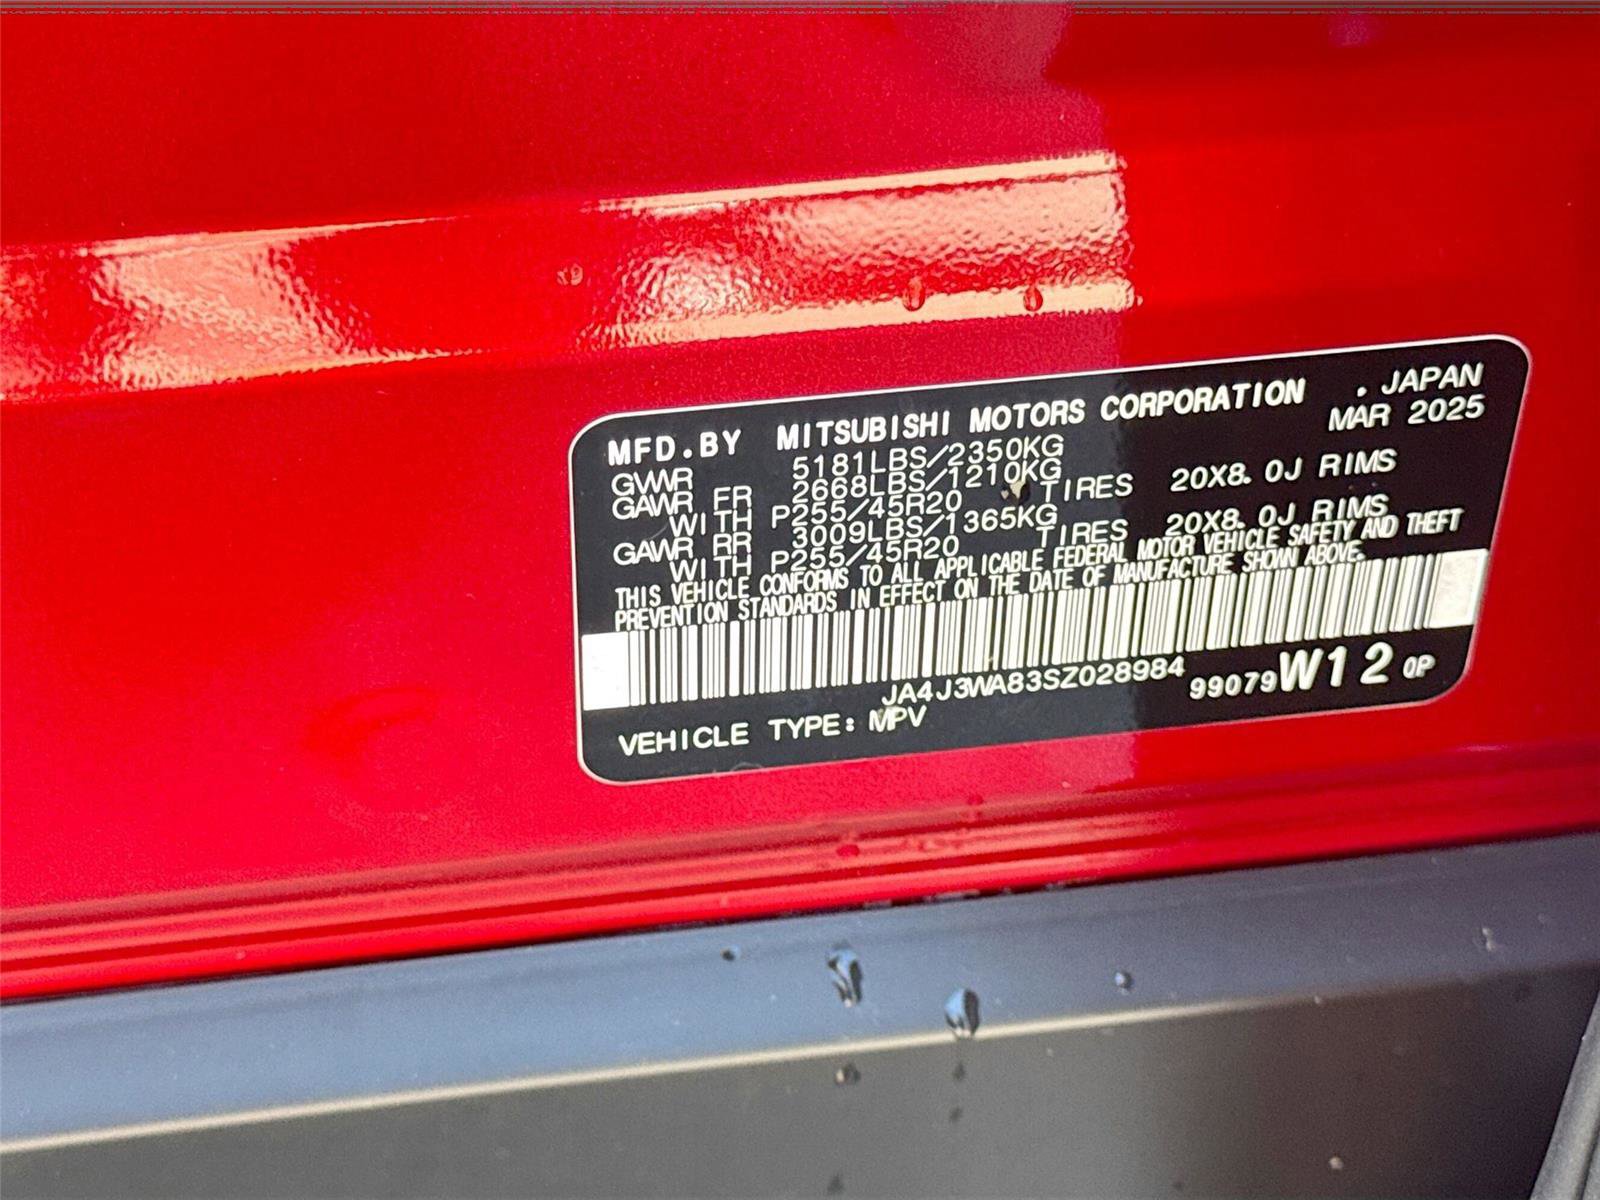 MFD.BY MITSUBISHI MOTORS CORPORATION . JAPAN
MAR 2025
GVWR 5181LBS/2350KG
GAWR FR 2668LBS/1210KG
WITH P255/45R20 TIRES 20X8.0J RIMS
GAWR RR 3009LBS/1365KG
WITH P255/45R20 TIRES 20X8.0J RIMS
THIS VEHICLE CONFORMS TO ALL APPLICABLE FEDERAL MOTOR VEHICLE SAFETY AND THEFT
PREVENTION STANDARDS IN EFFECT ON THE DATE OF MANUFACTURE SHOWN ABOVE.
JA4J3WA83SZ028984 99079W12 0P
VEHICLE TYPE: MPV